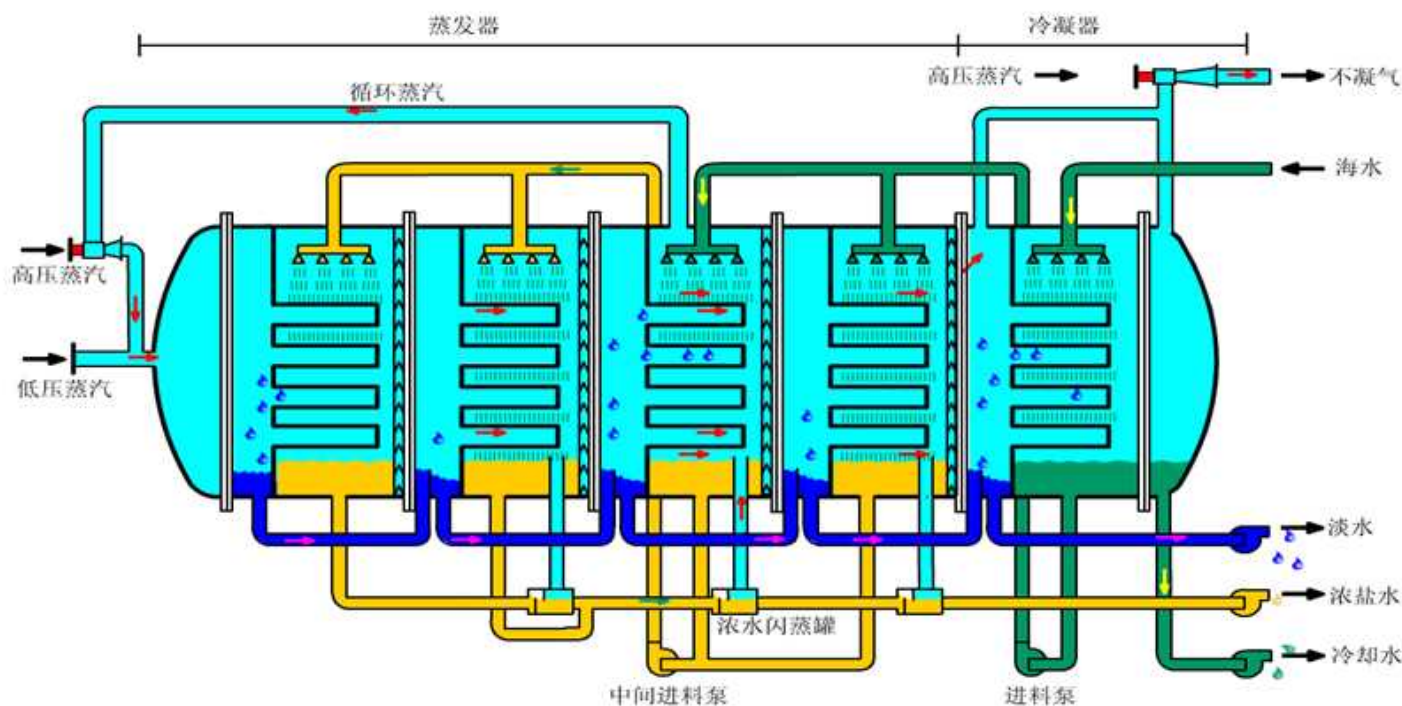 蒸发器
冷凝器
高压蒸汽
不凝气
循环蒸汽
海水
高压蒸汽
低压蒸汽
淡水
浓盐水
浓水闪蒸罐
冷却水
中间进料泵
进料泵